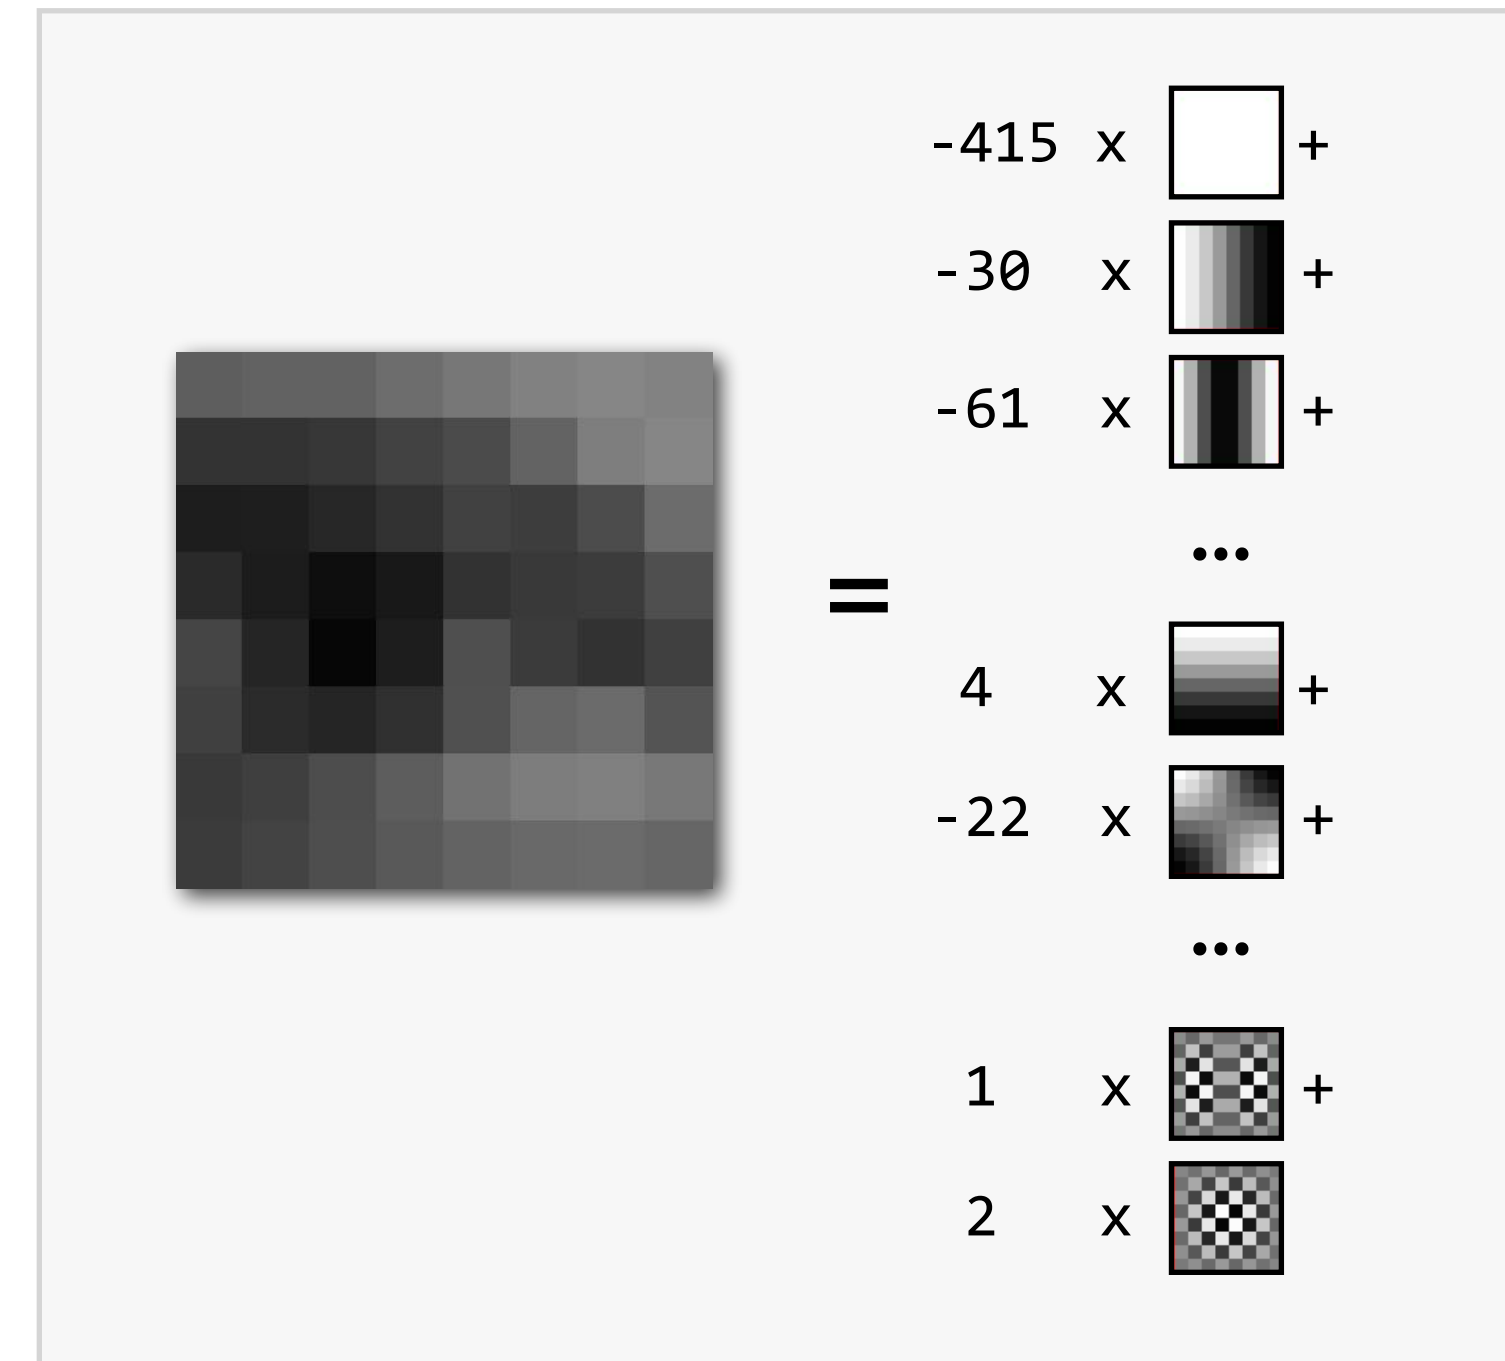 -415 x +
-30 x +
-61 x +
...
=
4 x +
-22 x +
...
1 x +
2 x